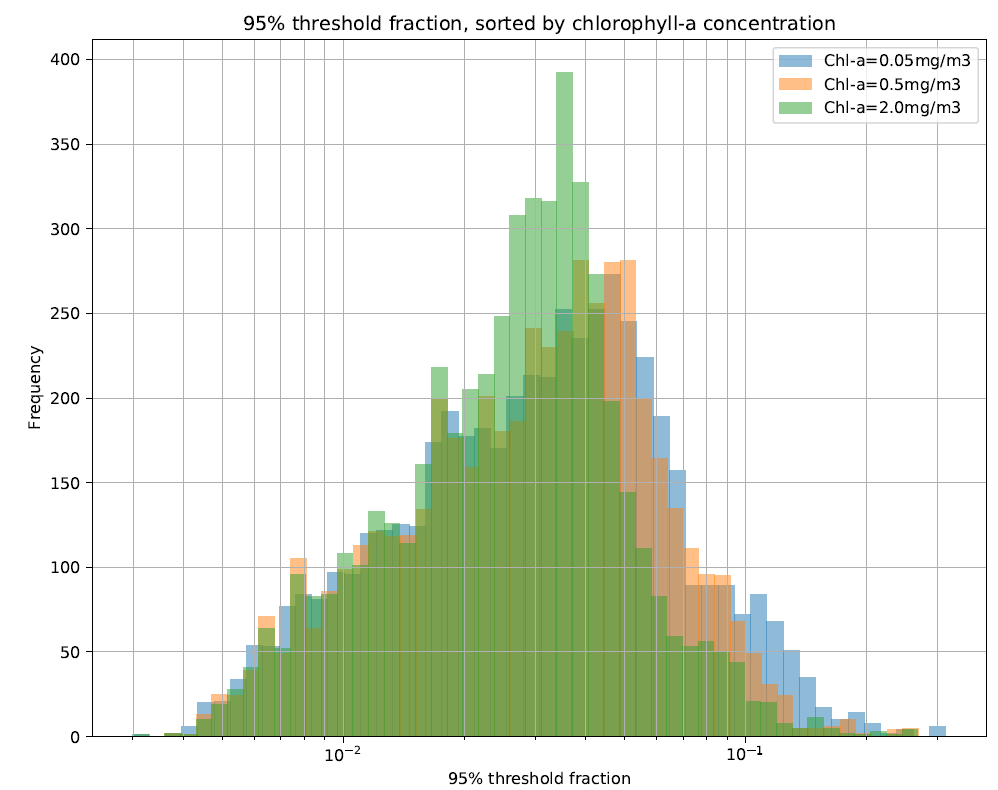 95% threshold fraction, sorted by chlorophyll-a concentration
400
350
300
250
200
150
100
50
0
Frequency
Chl-a=0.05mg/m3
Chl-a=0.5mg/m3
Chl-a=2.0mg/m3
10⁻² 10⁻¹
95% threshold fraction